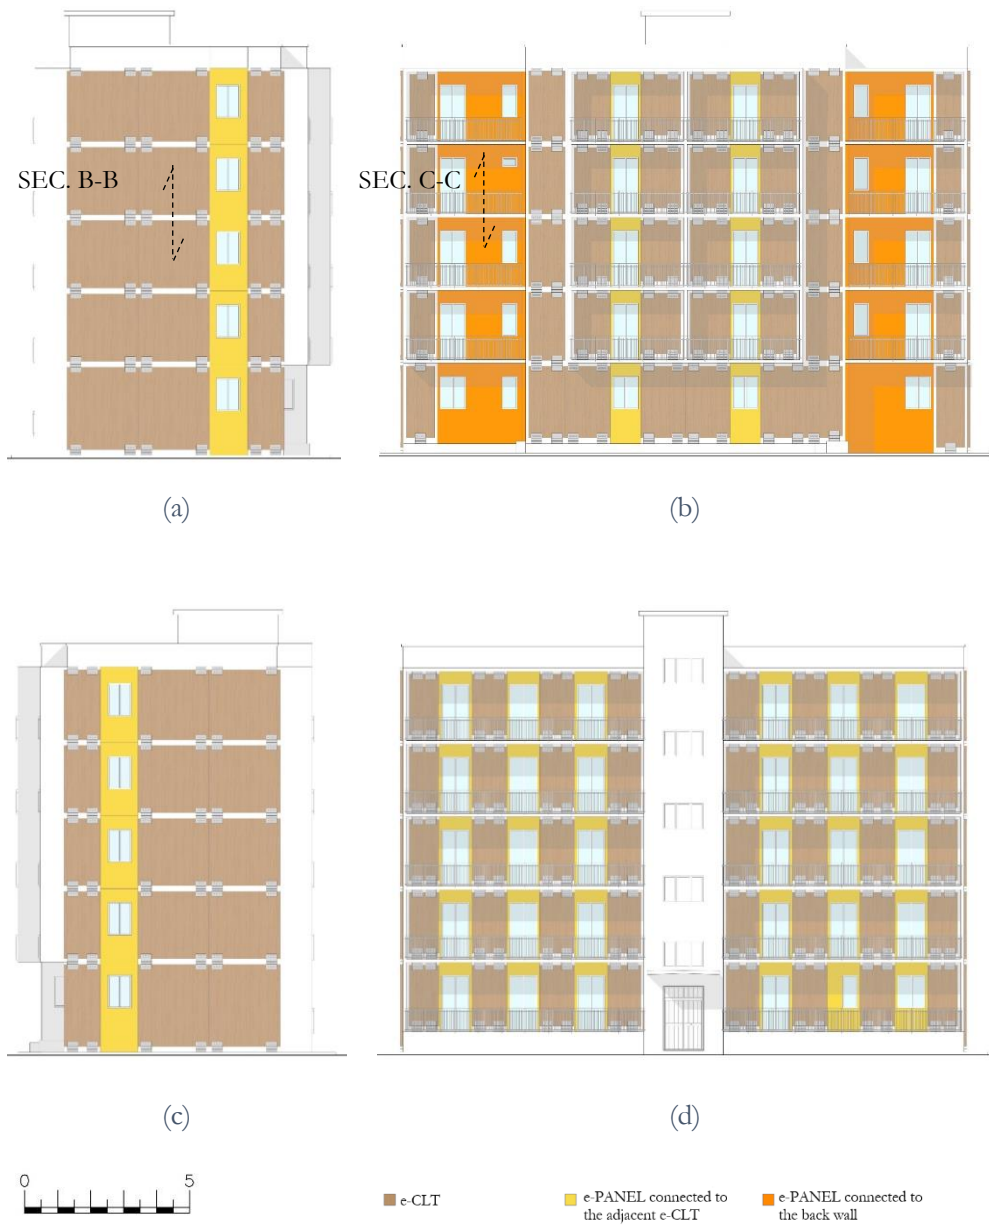 SEC. B-B
SEC. C-C
(a)
(b)
(c)
(d)
0 5
e-CLT
e-PANEL connected to
the adjacent e-CLT
e-PANEL connected to
the back wall